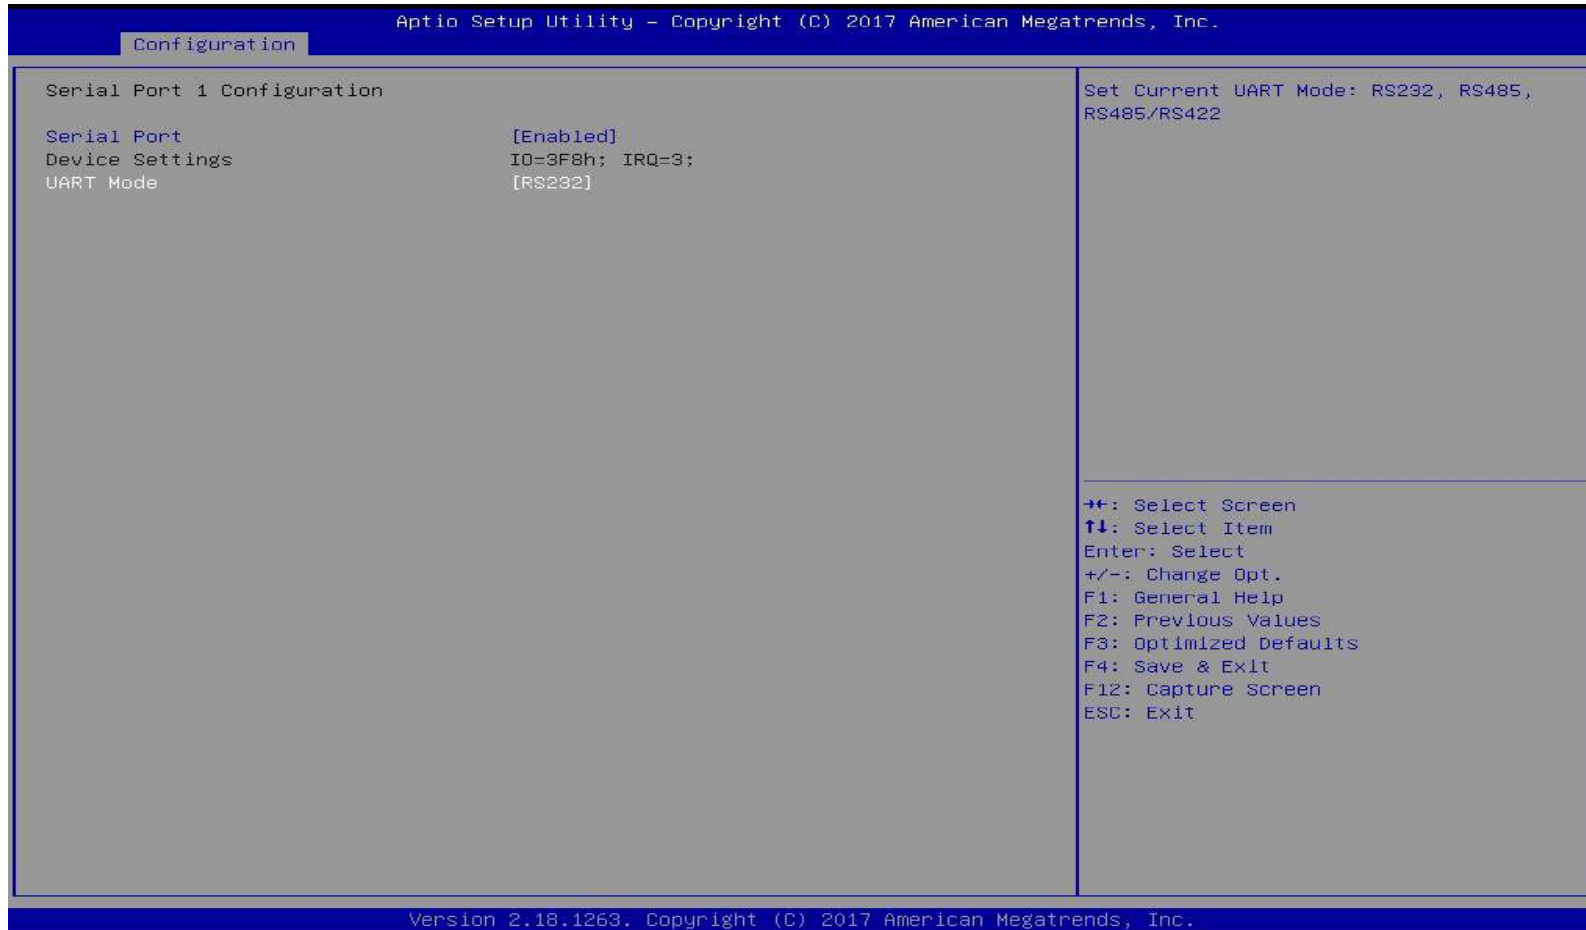 Aptio Setup Utility – Copyright (C) 2017 American Megatrends, Inc.
Configuration
Serial Port 1 Configuration
Serial Port [Enabled]
Device Settings IO=3F8h; IRQ=3;
UART Mode [RS232]
Set Current UART Mode: RS232, RS485,
RS485/RS422
→←: Select Screen
↑↓: Select Item
Enter: Select
+/-: Change Opt.
F1: General Help
F2: Previous Values
F3: Optimized Defaults
F4: Save & Exit
F12: Capture Screen
ESC: Exit
Version 2.18.1263. Copyright (C) 2017 American Megatrends, Inc.